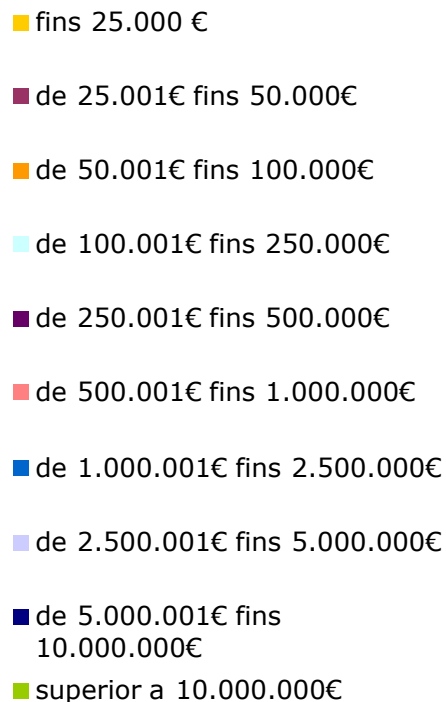 fins 25.000 €
de 25.001€ fins 50.000€
de 50.001€ fins 100.000€
de 100.001€ fins 250.000€
de 250.001€ fins 500.000€
de 500.001€ fins 1.000.000€
de 1.000.001€ fins 2.500.000€
de 2.500.001€ fins 5.000.000€
de 5.000.001€ fins
10.000.000€
superior a 10.000.000€